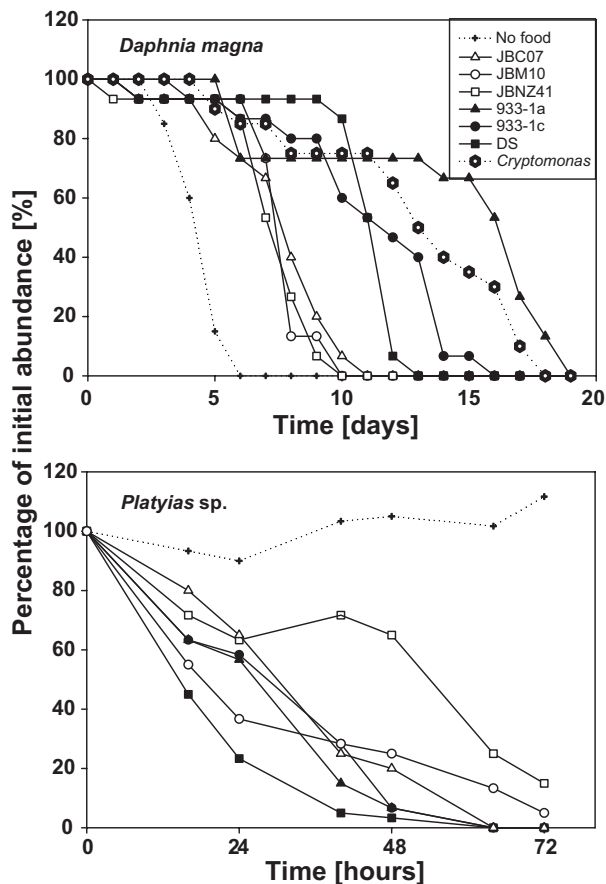 Daphnia magna
No food
JBC07
JBM10
JBNZ41
933-1a
933-1c
DS
Cryptomonas
120
100
80
60
40
20
0
0 5 10 15 20
Time [days]
Percentage of initial abundance [%]
Platyias sp.
120
100
80
60
40
20
0
0 24 48 72
Time [hours]